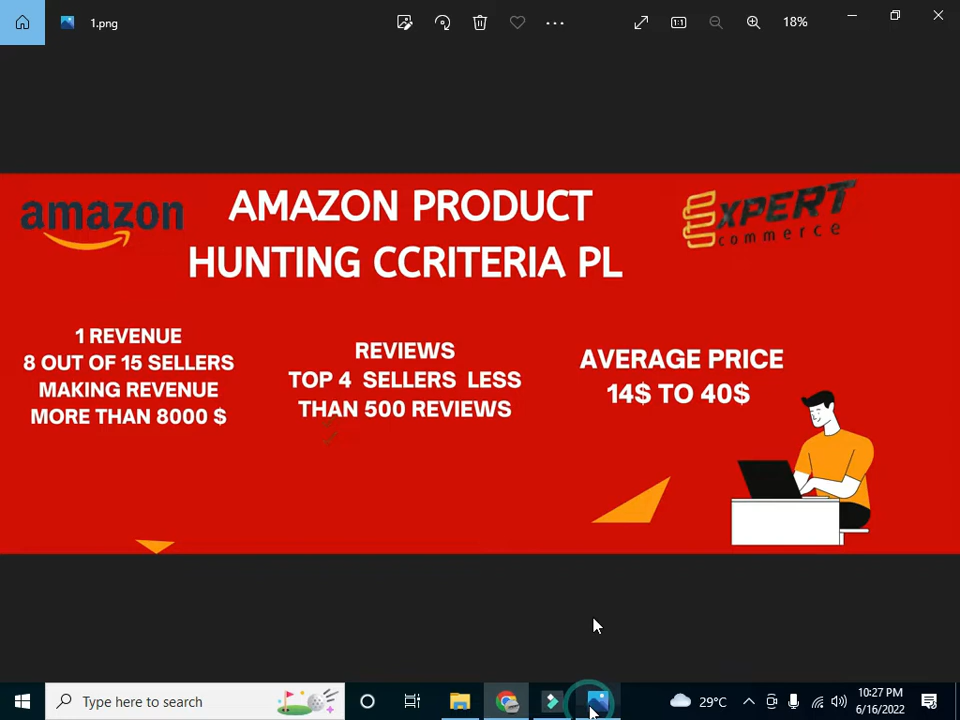 1.png
18%
amazon
AMAZON PRODUCT
HUNTING CCRITERIA PL
EXPERT
commerce
1 REVENUE
8 OUT OF 15 SELLERS
MAKING REVENUE
MORE THAN 8000 $
REVIEWS
TOP 4 SELLERS LESS
THAN 500 REVIEWS
AVERAGE PRICE
14$ TO 40$
Type here to search
29°C
10:27 PM
6/16/2022